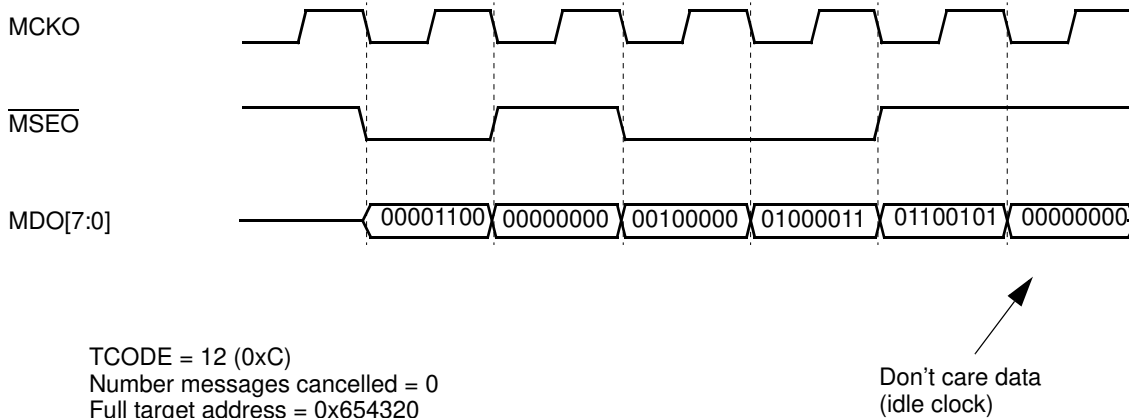 MCKO
MSEO
MDO[7:0]
00001100 00000000 00100000 01000011 01100101 00000000
TCODE = 12 (0xC)
Number messages cancelled = 0
Full target address = 0x654320
Don't care data
(idle clock)